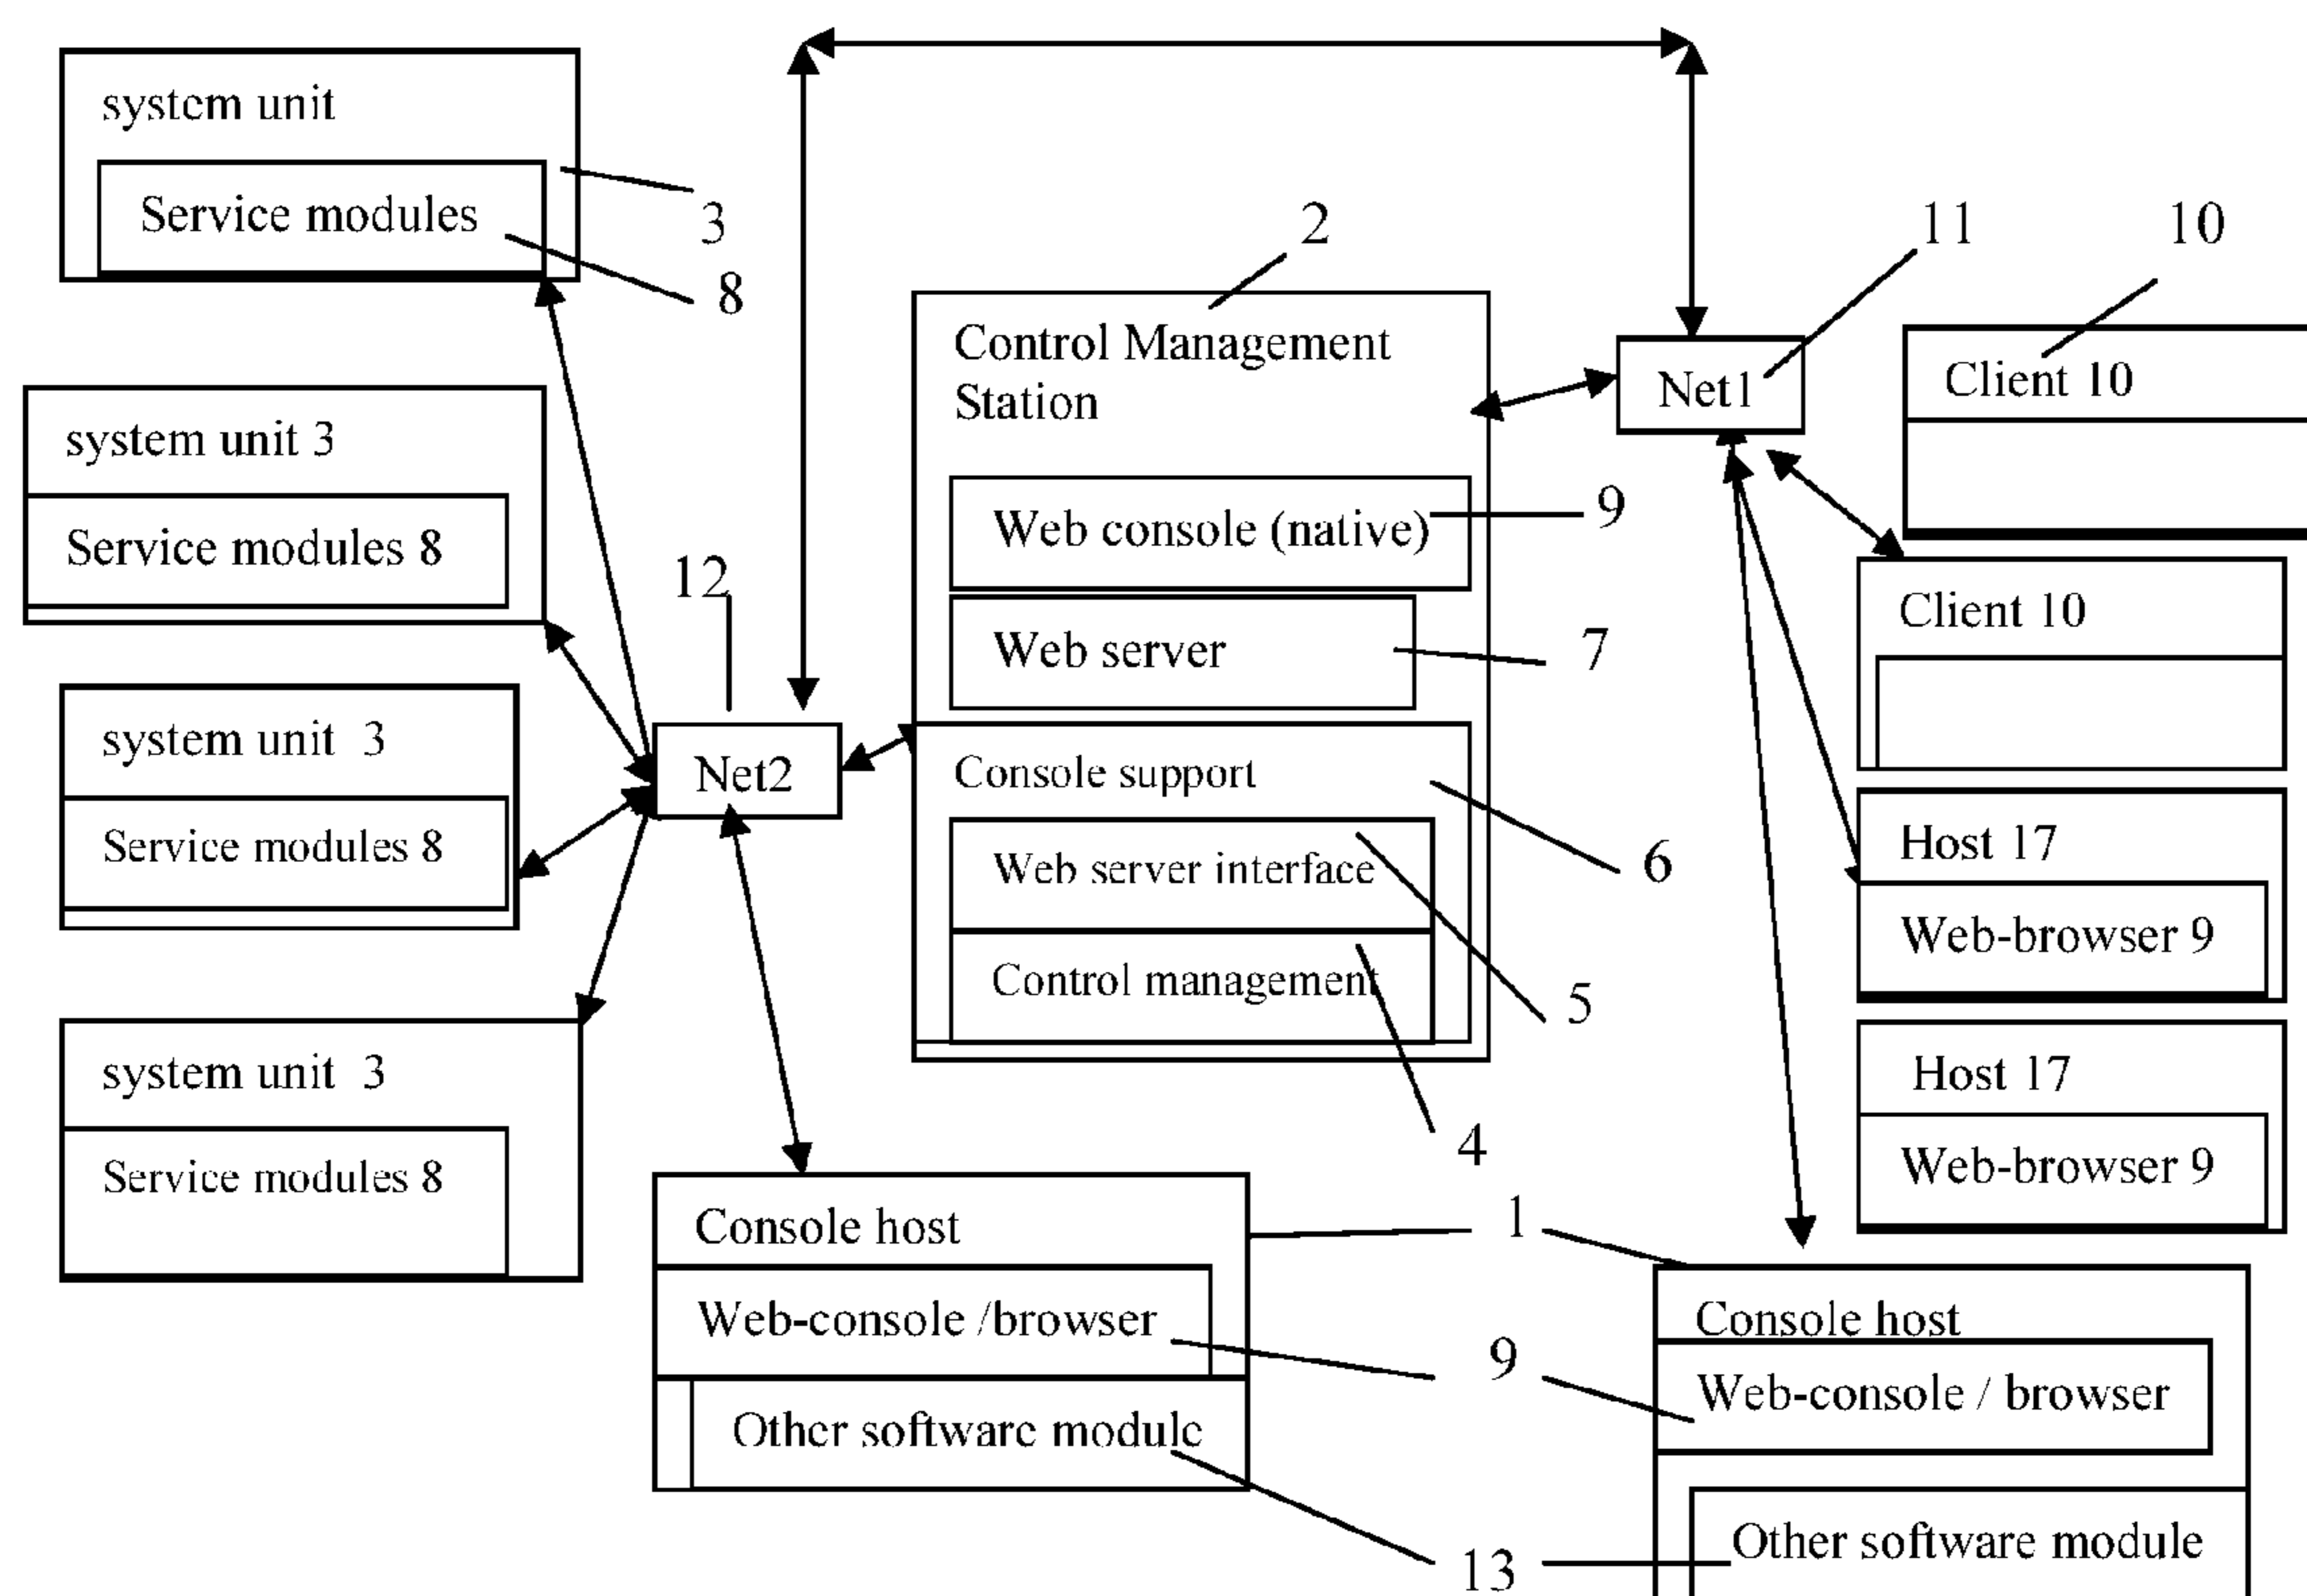 system unit
Service modules
3
8
system unit 3
Service modules 8
system unit 3
Service modules 8
system unit 3
Service modules 8
12
Net2
2
Control Management
Station
Web console (native)
9
Web server
7
Console support
6
Web server interface
5
Control management
4
11
Net1
10
Client 10
Client 10
Host 17
Web-browser 9
Host 17
Web-browser 9
Console host
1
Web-console /browser
9
Other software module
13
Console host
Web-console / browser
Other software module